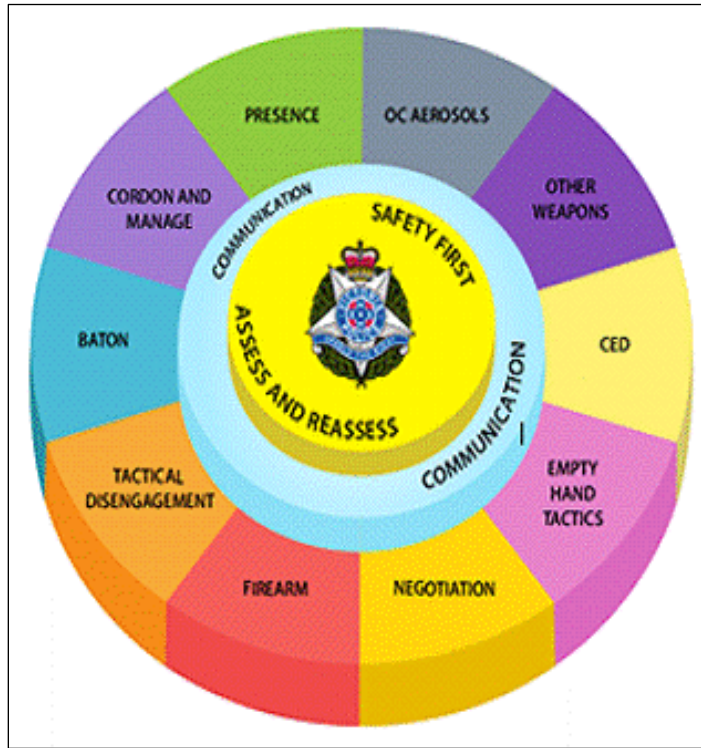 PRESENCE
OC AEROSOLS
OTHER
WEAPONS
CED
EMPTY
HAND
TACTICS
NEGOTIATION
FIREARM
TACTICAL
DISENGAGEMENT
BATON
CORDON AND
MANAGE
COMMUNICATION
COMMUNICATION
SAFETY FIRST
ASSESS AND REASSESS